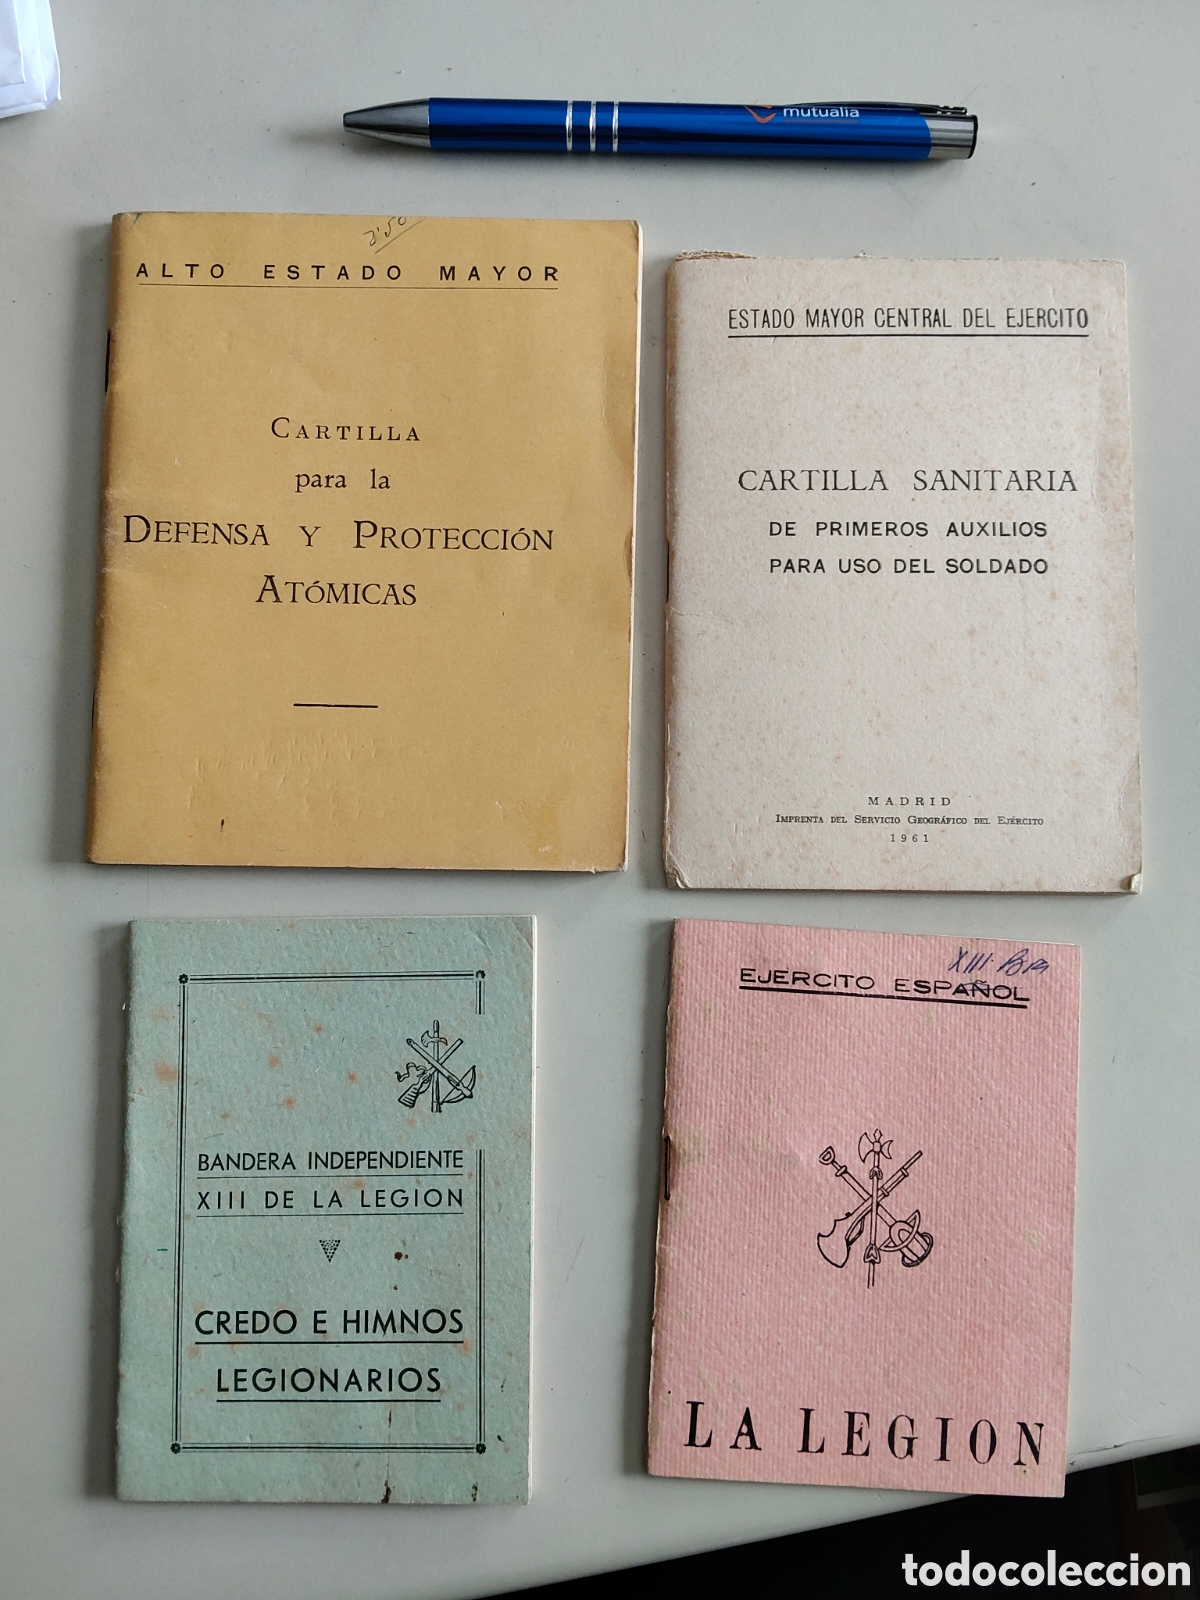 mutualia
2'50
ALTO ESTADO MAYOR
CARTILLA
para la
DEFENSA Y PROTECCIÓN
ATÓMICAS
ESTADO MAYOR CENTRAL DEL EJERCITO
CARTILLA SANITARIA
DE PRIMEROS AUXILIOS
PARA USO DEL SOLDADO
MADRID
IMPRENTA DEL SERVICIO GEOGRÁFICO DEL EJÉRCITO
1961
BANDERA INDEPENDIENTE
XIII DE LA LEGION
CREDO E HIMNOS
LEGIONARIOS
XIII
EJERCITO ESPAÑOL
LA LEGION
todocoleccion